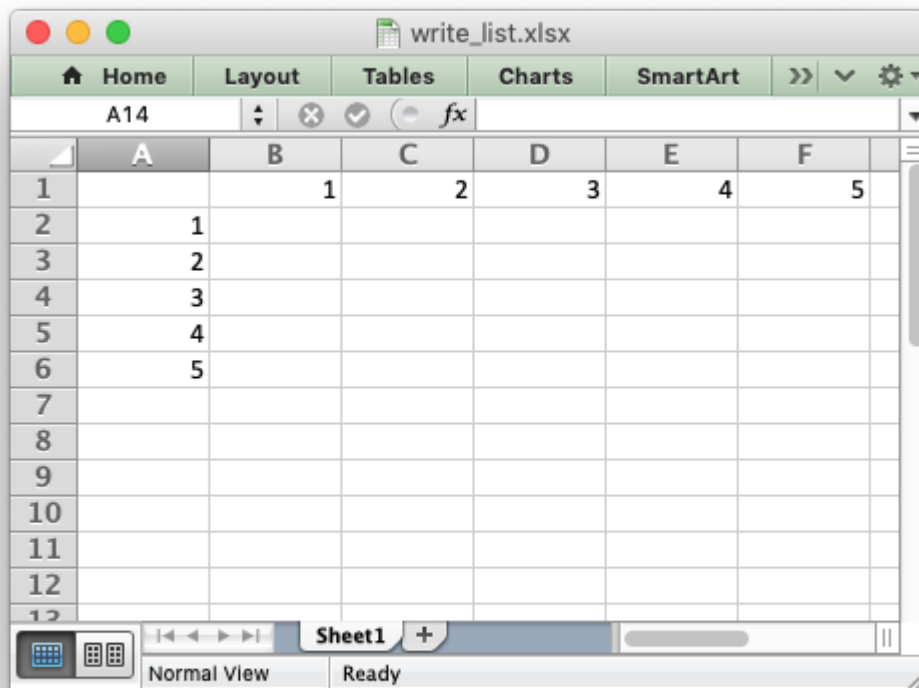 write_list.xlsx
Home Layout Tables Charts SmartArt
A14 fx
A B C D E F
1 1 2 3 4 5
2 1
3 2
4 3
5 4
6 5
7
8
9
10
11
12
13
Sheet1 +
Normal View Ready